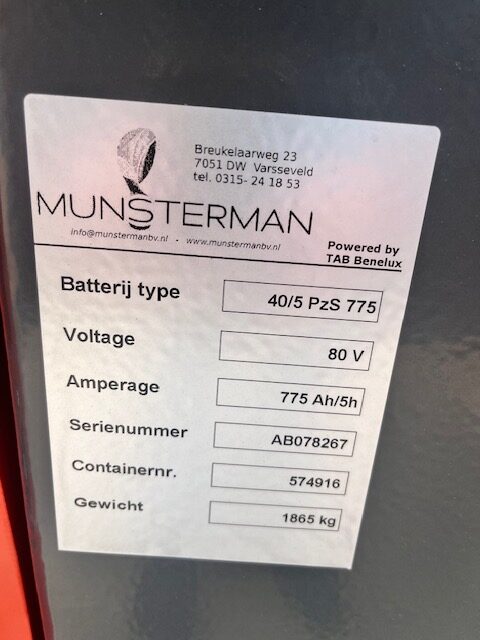 Breukelaarweg 23
7051 DW Varsseveld
tel. 0315- 24 18 53
MUNSTERMAN
info@munstermanbv.nl - www.munstermanbv.nl
Powered by
TAB Benelux
Batterij type 40/5 PzS 775
Voltage 80 V
Amperage 775 Ah/5h
Serienummer AB078267
Containernr. 574916
Gewicht 1865 kg